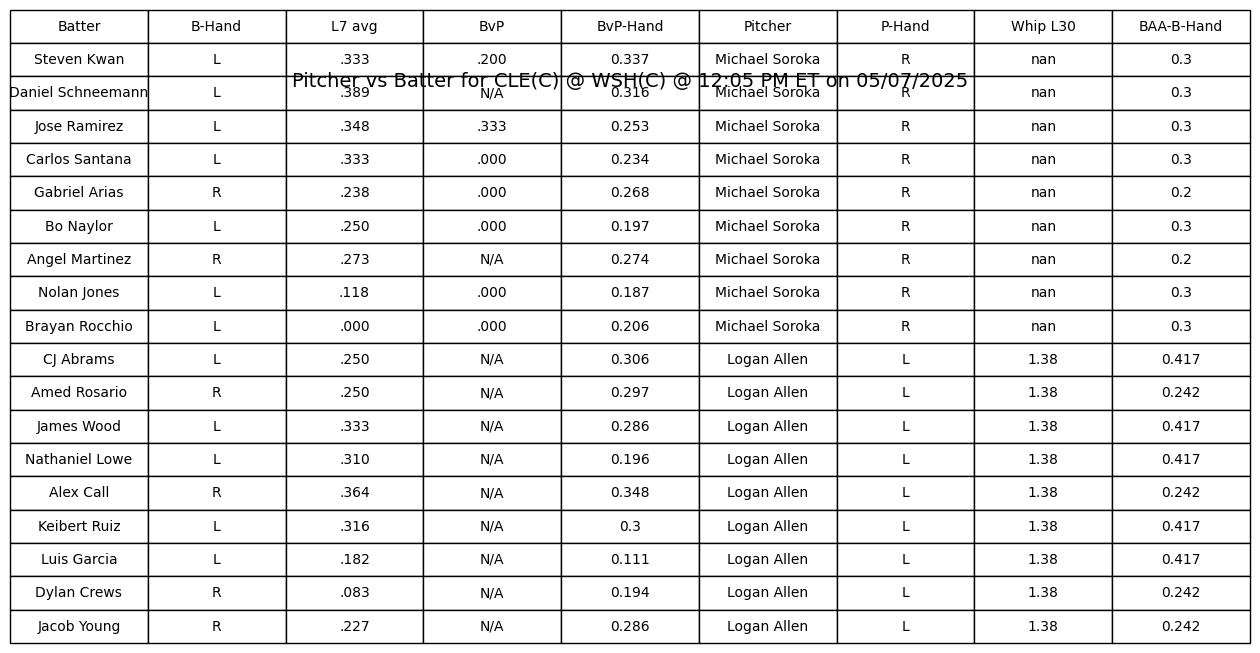 Batter B-Hand L7 avg BvP BvP-Hand Pitcher P-Hand Whip L30 BAA-B-Hand
Steven Kwan L .333 .200 0.337 Michael Soroka R nan 0.3
Pitcher vs Batter for CLE(C) @ WSH(C) @ 12:05 PM ET on 05/07/2025
Daniel Schneemann L .389 N/A 0.316 Michael Soroka R nan 0.3
Jose Ramirez L .348 .333 0.253 Michael Soroka R nan 0.3
Carlos Santana L .333 .000 0.234 Michael Soroka R nan 0.3
Gabriel Arias R .238 .000 0.268 Michael Soroka R nan 0.2
Bo Naylor L .250 .000 0.197 Michael Soroka R nan 0.3
Angel Martinez R .273 N/A 0.274 Michael Soroka R nan 0.2
Nolan Jones L .118 .000 0.187 Michael Soroka R nan 0.3
Brayan Rocchio L .000 .000 0.206 Michael Soroka R nan 0.3
CJ Abrams L .250 N/A 0.306 Logan Allen L 1.38 0.417
Amed Rosario R .250 N/A 0.297 Logan Allen L 1.38 0.242
James Wood L .333 N/A 0.286 Logan Allen L 1.38 0.417
Nathaniel Lowe L .310 N/A 0.196 Logan Allen L 1.38 0.417
Alex Call R .364 N/A 0.348 Logan Allen L 1.38 0.242
Keibert Ruiz L .316 N/A 0.3 Logan Allen L 1.38 0.417
Luis Garcia L .182 N/A 0.111 Logan Allen L 1.38 0.417
Dylan Crews R .083 N/A 0.194 Logan Allen L 1.38 0.242
Jacob Young R .227 N/A 0.286 Logan Allen L 1.38 0.242